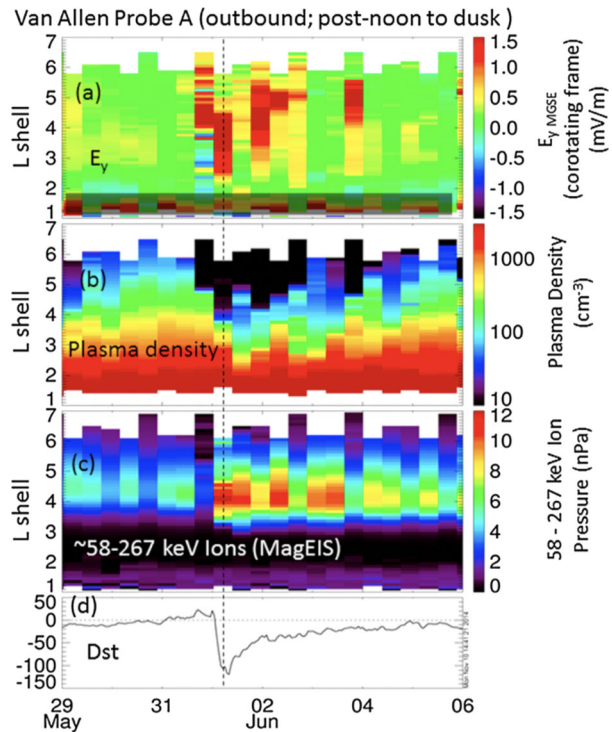 Van Allen Probe A (outbound; post-noon to dusk )
7
6
5
4
3
2
1
L shell
(a)
E_y
1.5
1.0
0.5
0.0
-0.5
-1.0
-1.5
E_y MGSE
(corotating frame)
(mV/m)
7
6
5
4
3
2
1
L shell
(b)
Plasma density
1000
100
10
Plasma Density
(cm⁻³)
7
6
5
4
3
2
1
L shell
(c)
~58-267 keV Ions (MagEIS)
12
10
8
6
4
2
0
58 - 267 keV Ion
Pressure (nPa)
50
0
-50
-100
-150
(d)
Dst
29 31 02 04 06
May Jun